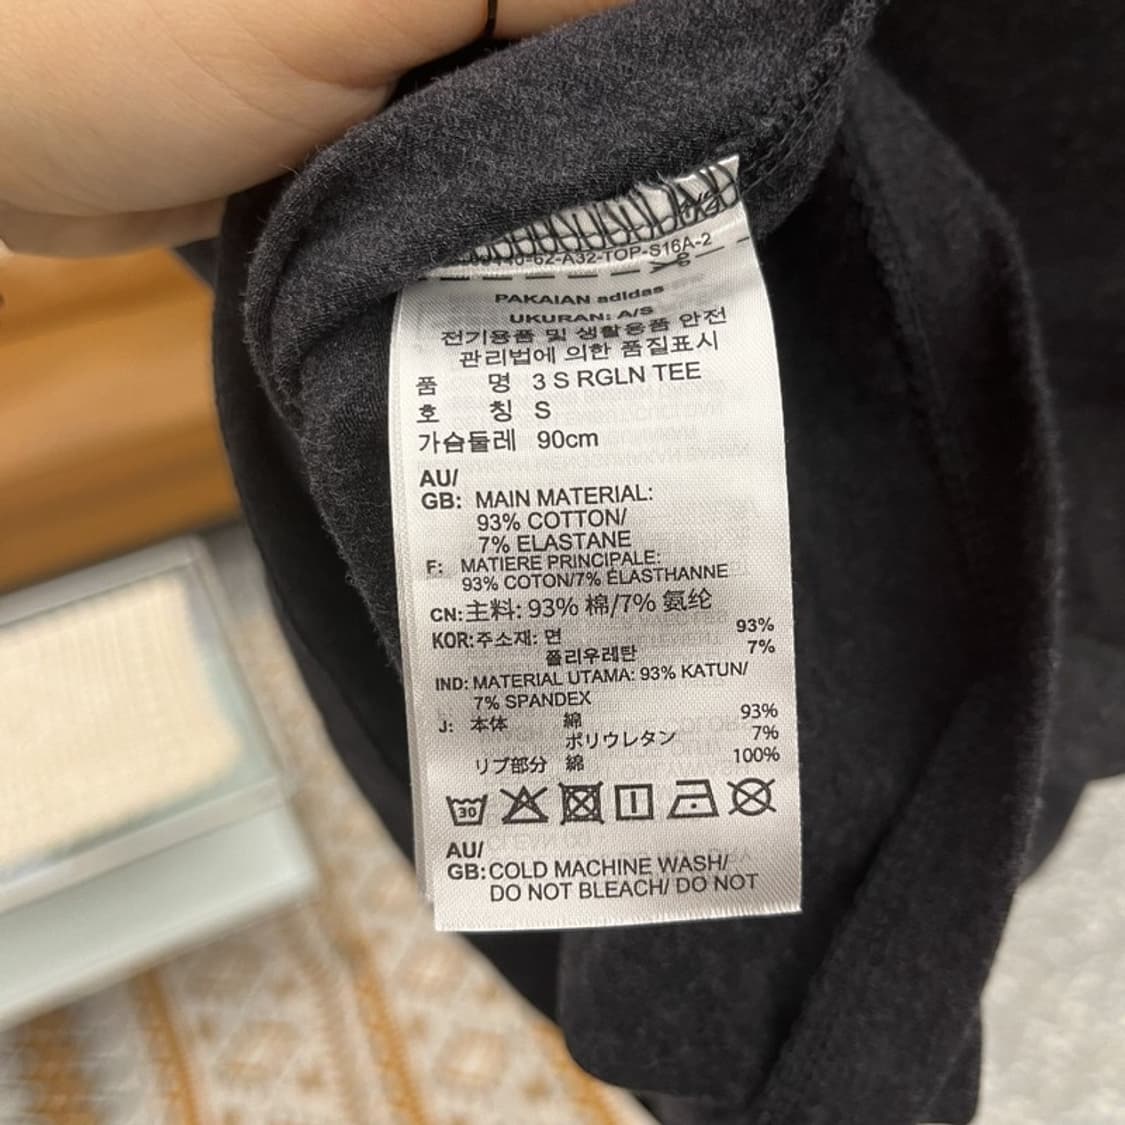 62-A32-TOP-S16A-2
PAKAIAN adidas
UKURAN: A/S
전기용품 및 생활용품 안전
관리법에 의한 품질표시
품 명 3 S RGLN TEE
호 칭 S
가슴둘레 90cm
AU/
GB: MAIN MATERIAL:
93% COTTON/
7% ELASTANE
F: MATIERE PRINCIPALE:
93% COTON/7% ÉLASTHANNE
CN:主料: 93% 棉/7% 氨纶
KOR:주소재: 면 93%
폴리우레탄 7%
IND: MATERIAL UTAMA: 93% KATUN/
7% SPANDEX
J: 本体 綿 93%
ポリウレタン 7%
リブ部分 綿 100%
30
AU/
GB:COLD MACHINE WASH/
DO NOT BLEACH/ DO NOT